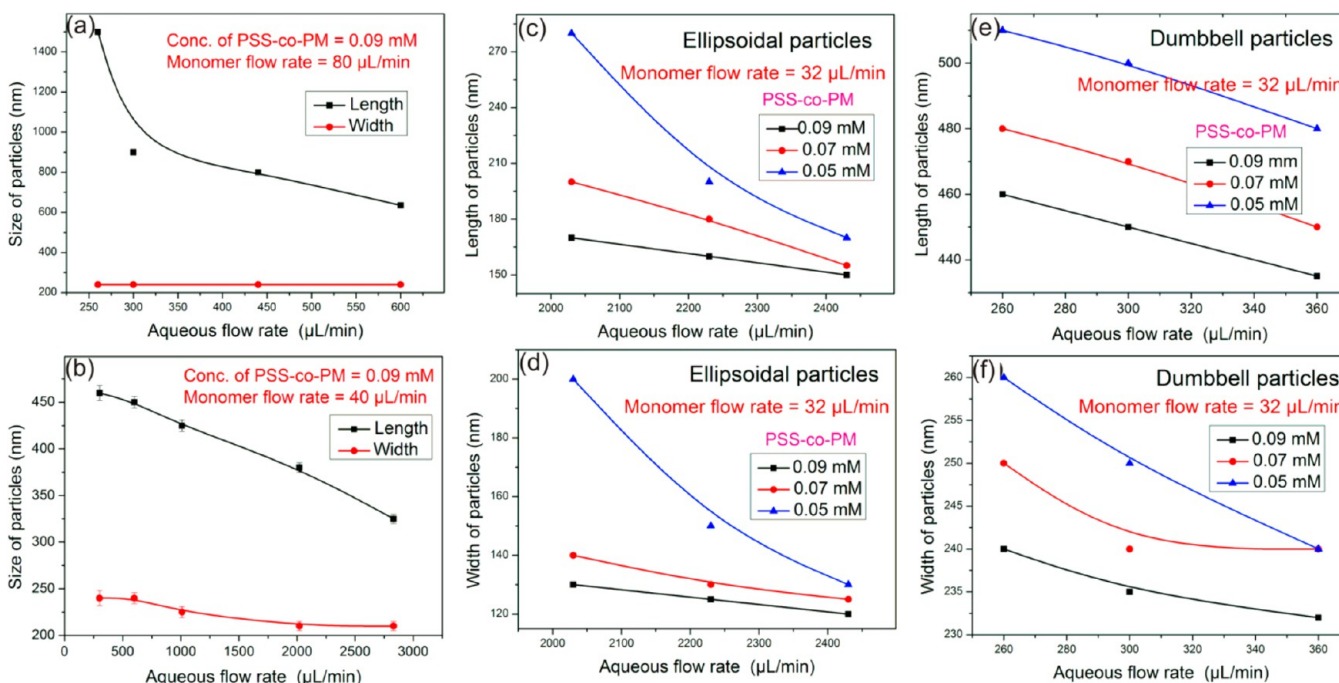 (a)
Conc. of PSS-co-PM = 0.09 mM
Monomer flow rate = 80 µL/min
Length
Width
Size of particles (nm)
1400
1200
1000
800
600
400
200
250 300 350 400 450 500 550 600
Aqueous flow rate (µL/min)
(c)
Ellipsoidal particles
Monomer flow rate = 32 µL/min
PSS-co-PM
0.09 mM
0.07 mM
0.05 mM
Length of particles (nm)
270
240
210
180
150
2000 2100 2200 2300 2400
Aqueous flow rate (µL/min)
(e)
Dumbbell particles
Monomer flow rate = 32 µL/min
PSS-co-PM
0.09 mm
0.07 mM
0.05 mM
Length of particles (nm)
500
480
460
440
260 280 300 320 340 360
Aqueous flow rate (µL/min)
(b)
Conc. of PSS-co-PM = 0.09 mM
Monomer flow rate = 40 µL/min
Length
Width
Size of particles (nm)
450
400
350
300
250
200
0 500 1000 1500 2000 2500 3000
Aqueous flow rate (µL/min)
(d)
Ellipsoidal particles
Monomer flow rate = 32 µL/min
PSS-co-PM
0.09 mM
0.07 mM
0.05 mM
Width of particles (nm)
200
180
160
140
120
2000 2100 2200 2300 2400
Aqueous flow rate (µL/min)
(f)
Dumbbell particles
Monomer flow rate = 32 µL/min
0.09 mM
0.07 mM
0.05 mM
Width of particles (nm)
260
255
250
245
240
235
230
260 280 300 320 340 360
Aqueous flow rate (µL/min)